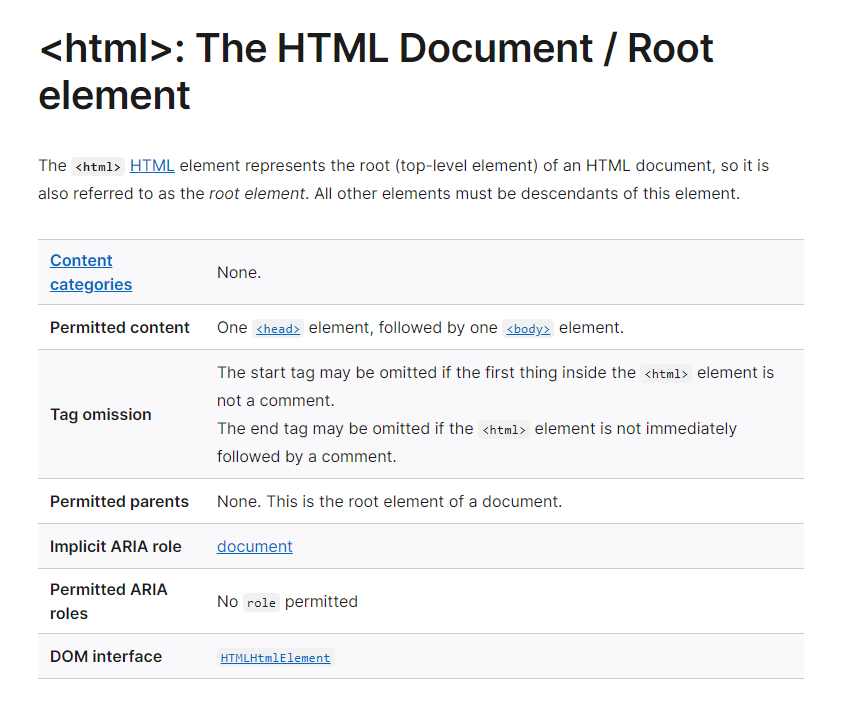 <html>: The HTML Document / Root
element
The <html> HTML element represents the root (top-level element) of an HTML document, so it is
also referred to as the root element. All other elements must be descendants of this element.
Content
categories
None.
Permitted content
One <head> element, followed by one <body> element.
Tag omission
The start tag may be omitted if the first thing inside the <html> element is
not a comment.
The end tag may be omitted if the <html> element is not immediately
followed by a comment.
Permitted parents
None. This is the root element of a document.
Implicit ARIA role
document
Permitted ARIA
roles
No role permitted
DOM interface
HTMLHtmlElement